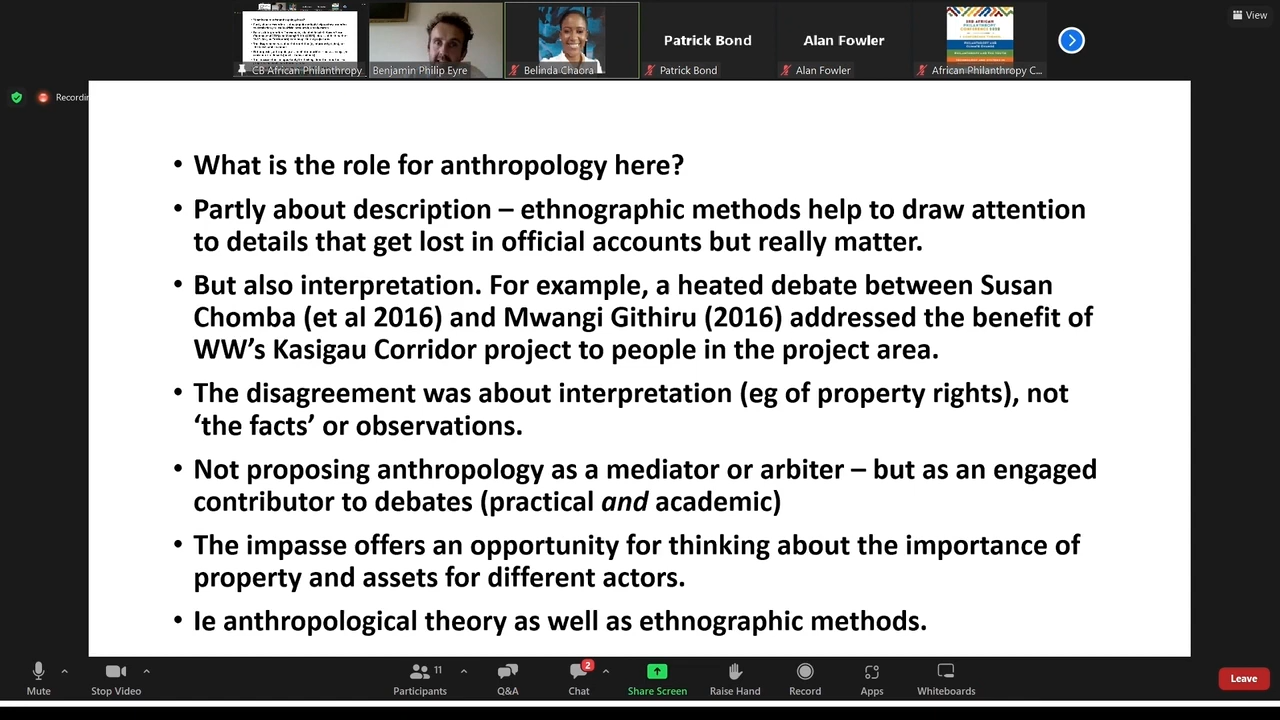 View
Patrick Bond
Alan Fowler
CB African Philanthropy
Benjamin Philip Eyre
Belinda Chaora
Patrick Bond
Alan Fowler
African Philanthropy C...
Recordin
• What is the role for anthropology here?
• Partly about description – ethnographic methods help to draw attention
to details that get lost in official accounts but really matter.
• But also interpretation. For example, a heated debate between Susan
Chomba (et al 2016) and Mwangi Githiru (2016) addressed the benefit of
WW’s Kasigau Corridor project to people in the project area.
• The disagreement was about interpretation (eg of property rights), not
‘the facts’ or observations.
• Not proposing anthropology as a mediator or arbiter – but as an engaged
contributor to debates (practical and academic)
• The impasse offers an opportunity for thinking about the importance of
property and assets for different actors.
• Ie anthropological theory as well as ethnographic methods.
11
2
Mute
Stop Video
Participants
Q&A
Chat
Share Screen
Raise Hand
Record
Apps
Whiteboards
Leave